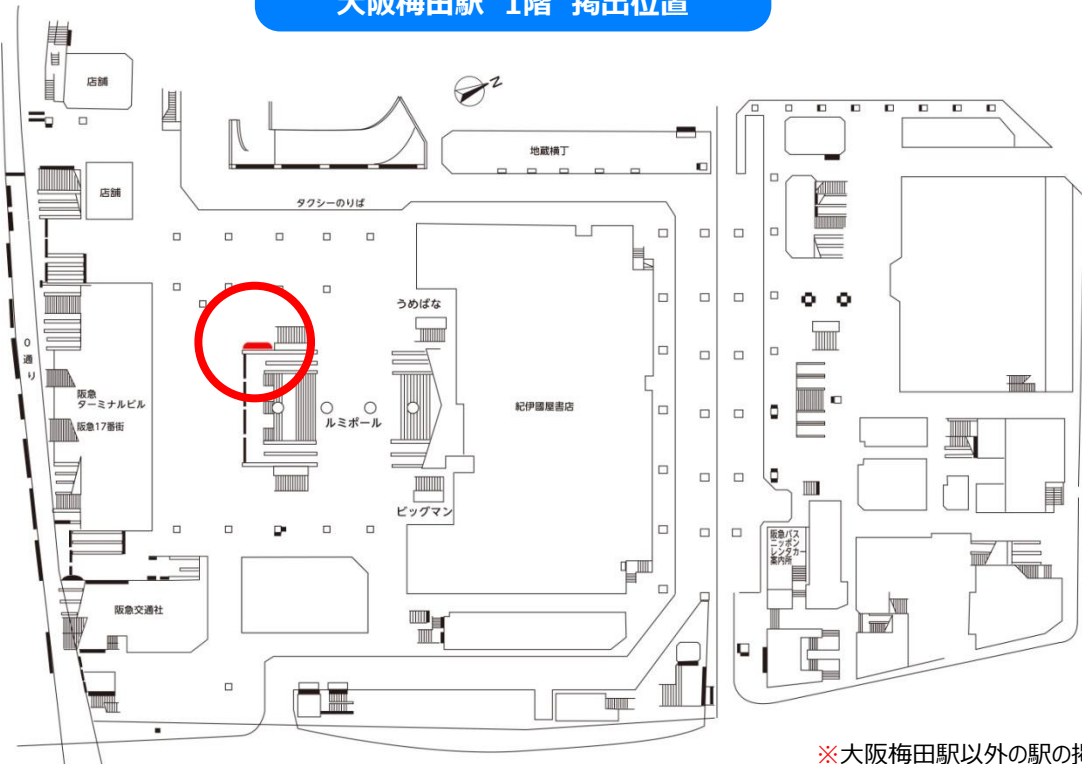 大阪梅田駅 1階 掲出位置
店舗
N
地蔵横丁
店舗
タクシーのりば
うめばな
0通り
阪急
ターミナルビル
阪急17番街
ルミポール
紀伊國屋書店
ビッグマン
阪急バス
ニッポン
レンタカー
案内所
阪急交通社
※大阪梅田駅以外の駅の掲